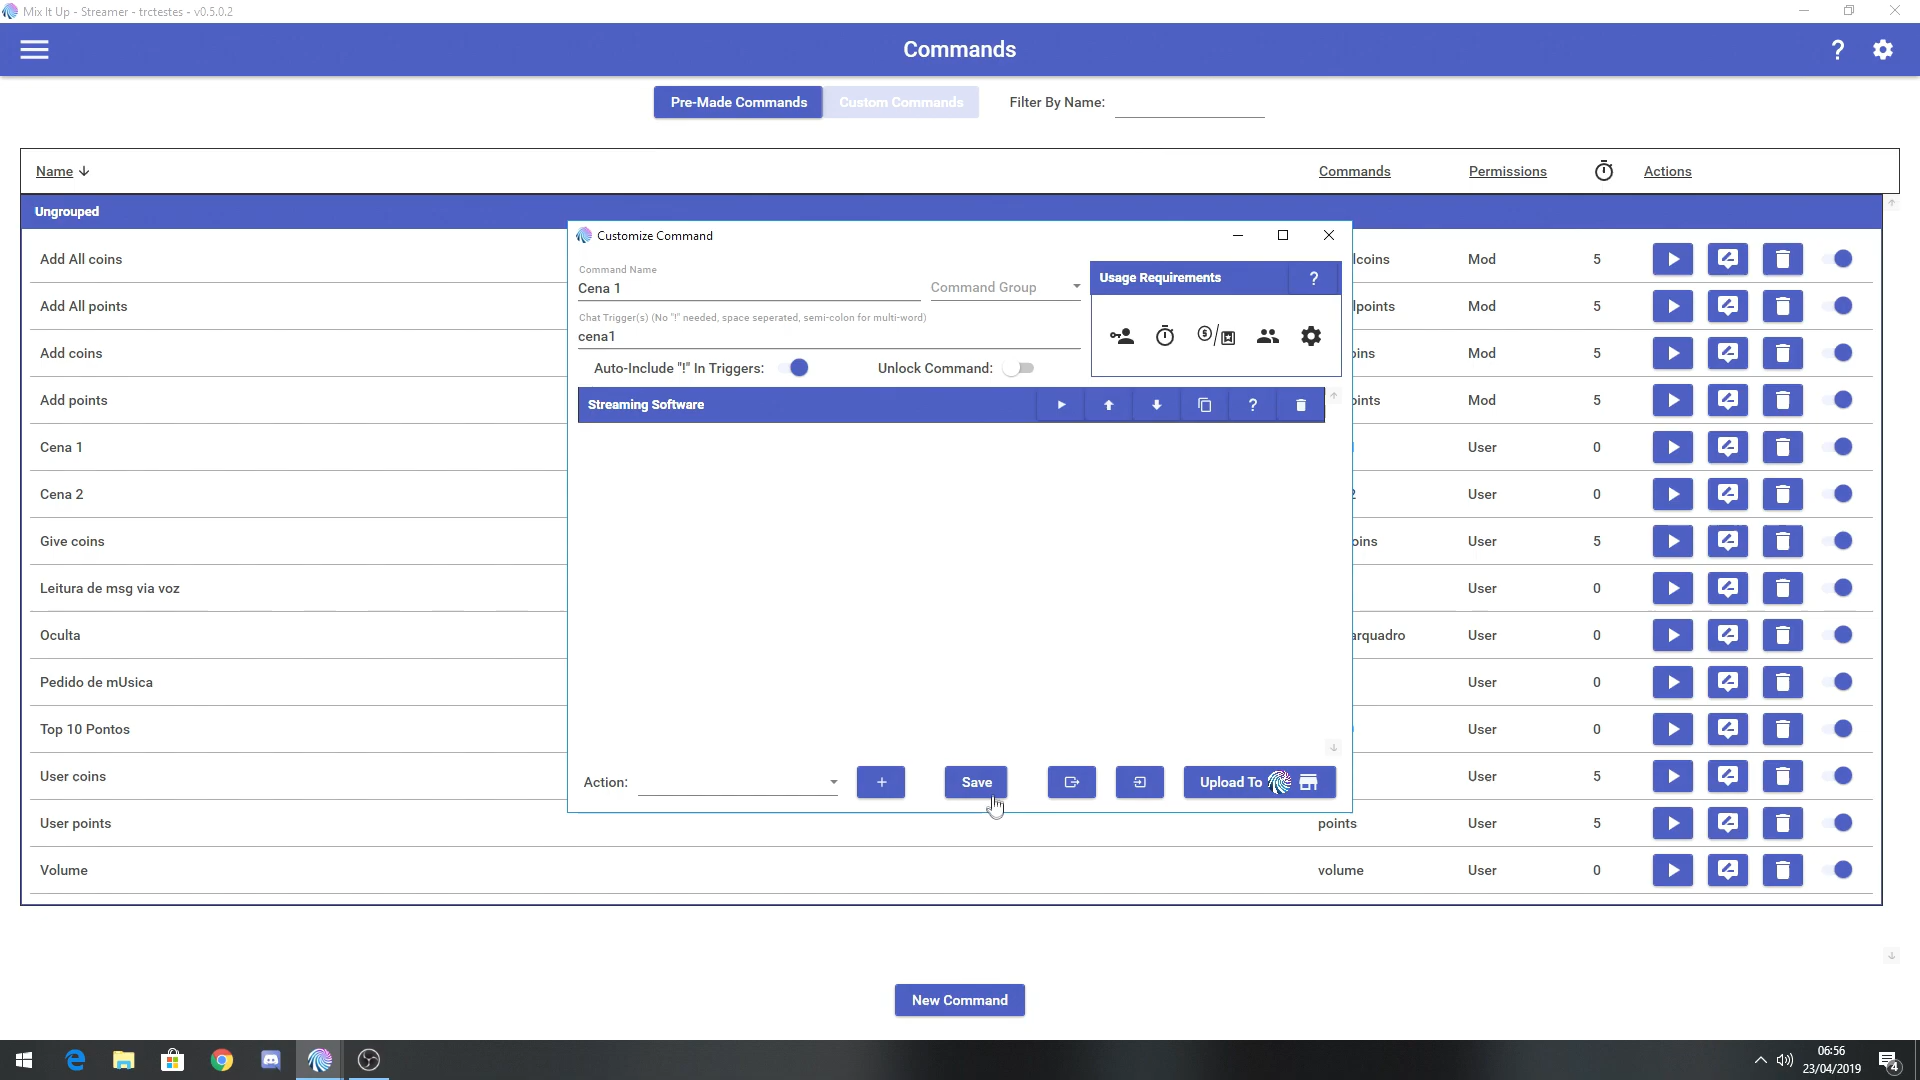 Mix It Up - Streamer - trctestes - v0.5.0.2
Commands
?
Pre-Made Commands
Custom Commands
Filter By Name:
Name
Commands
Permissions
Actions
Ungrouped
Customize Command
Command Name
Cena 1
Command Group
Usage Requirements
?
Chat Trigger(s) (No "!" needed, space seperated, semi-colon for multi-word)
cena1
Auto-Include "!" In Triggers:
Unlock Command:
Streaming Software
?
Action:
+
Save
Upload To
Add All coins
lcoins
Mod
5
Add All points
lpoints
Mod
5
Add coins
Mod
5
Add points
Mod
5
Cena 1
User
0
Cena 2
2
User
0
Give coins
oins
User
5
Leitura de msg via voz
User
0
Oculta
arquadro
User
0
Pedido de mUsica
User
0
Top 10 Pontos
User
0
User coins
User
5
User points
points
User
5
Volume
volume
User
0
New Command
06:56
23/04/2019
4